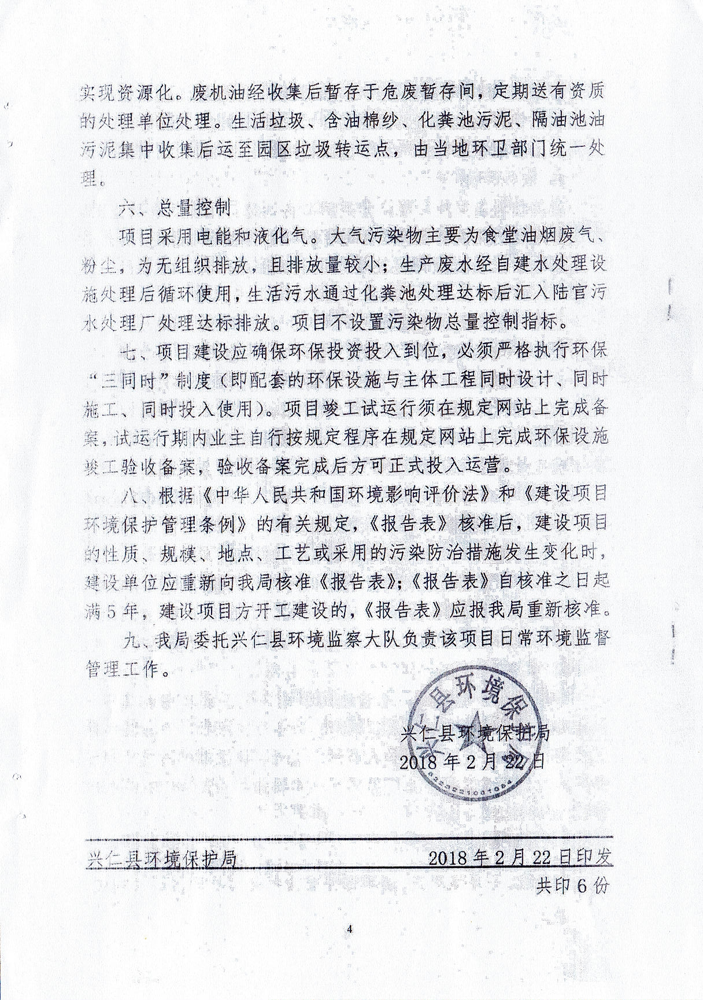 实现资源化。废机油经收集后暂存于危废暂存间，定期送有资质
的处理单位处理。生活垃圾、含油棉纱、化粪池污泥、隔油池油
污泥集中收集后运至园区垃圾转运点，由当地环卫部门统一处
理。
六、总量控制
项目采用电能和液化气。大气污染物主要为食堂油烟废气、
粉尘，为无组织排放，且排放量较小；生产废水经自建水处理设
施处理后循环使用，生活污水通过化粪池处理达标后汇入陆官污
水处理厂处理达标排放。项目不设置污染物总量控制指标。
七、项目建设应确保环保投资投入到位，必须严格执行环保
“三同时”制度（即配套的环保设施与主体工程同时设计、同时
施工、同时投入使用）。项目竣工试运行须在规定网站上完成备
案，试运行期内业主自行按规定程序在规定网站上完成环保设施
竣工验收备案，验收备案完成后方可正式投入运营。
八、根据《中华人民共和国环境影响评价法》和《建设项目
环境保护管理条例》的有关规定，《报告表》核准后，建设项目
的性质、规模、地点、工艺或采用的污染防治措施发生变化时，
建设单位应重新向我局核准《报告表》；《报告表》自核准之日起
满5年，建设项目方开工建设的，《报告表》应报我局重新核准。
九、我局委托兴仁县环境监察大队负责该项目日常环境监督
管理工作。
兴仁县环境保护局
兴仁县环境保护局
2018年2月22日
兴仁县环境保护局 2018年2月22日印发
共印6份
4